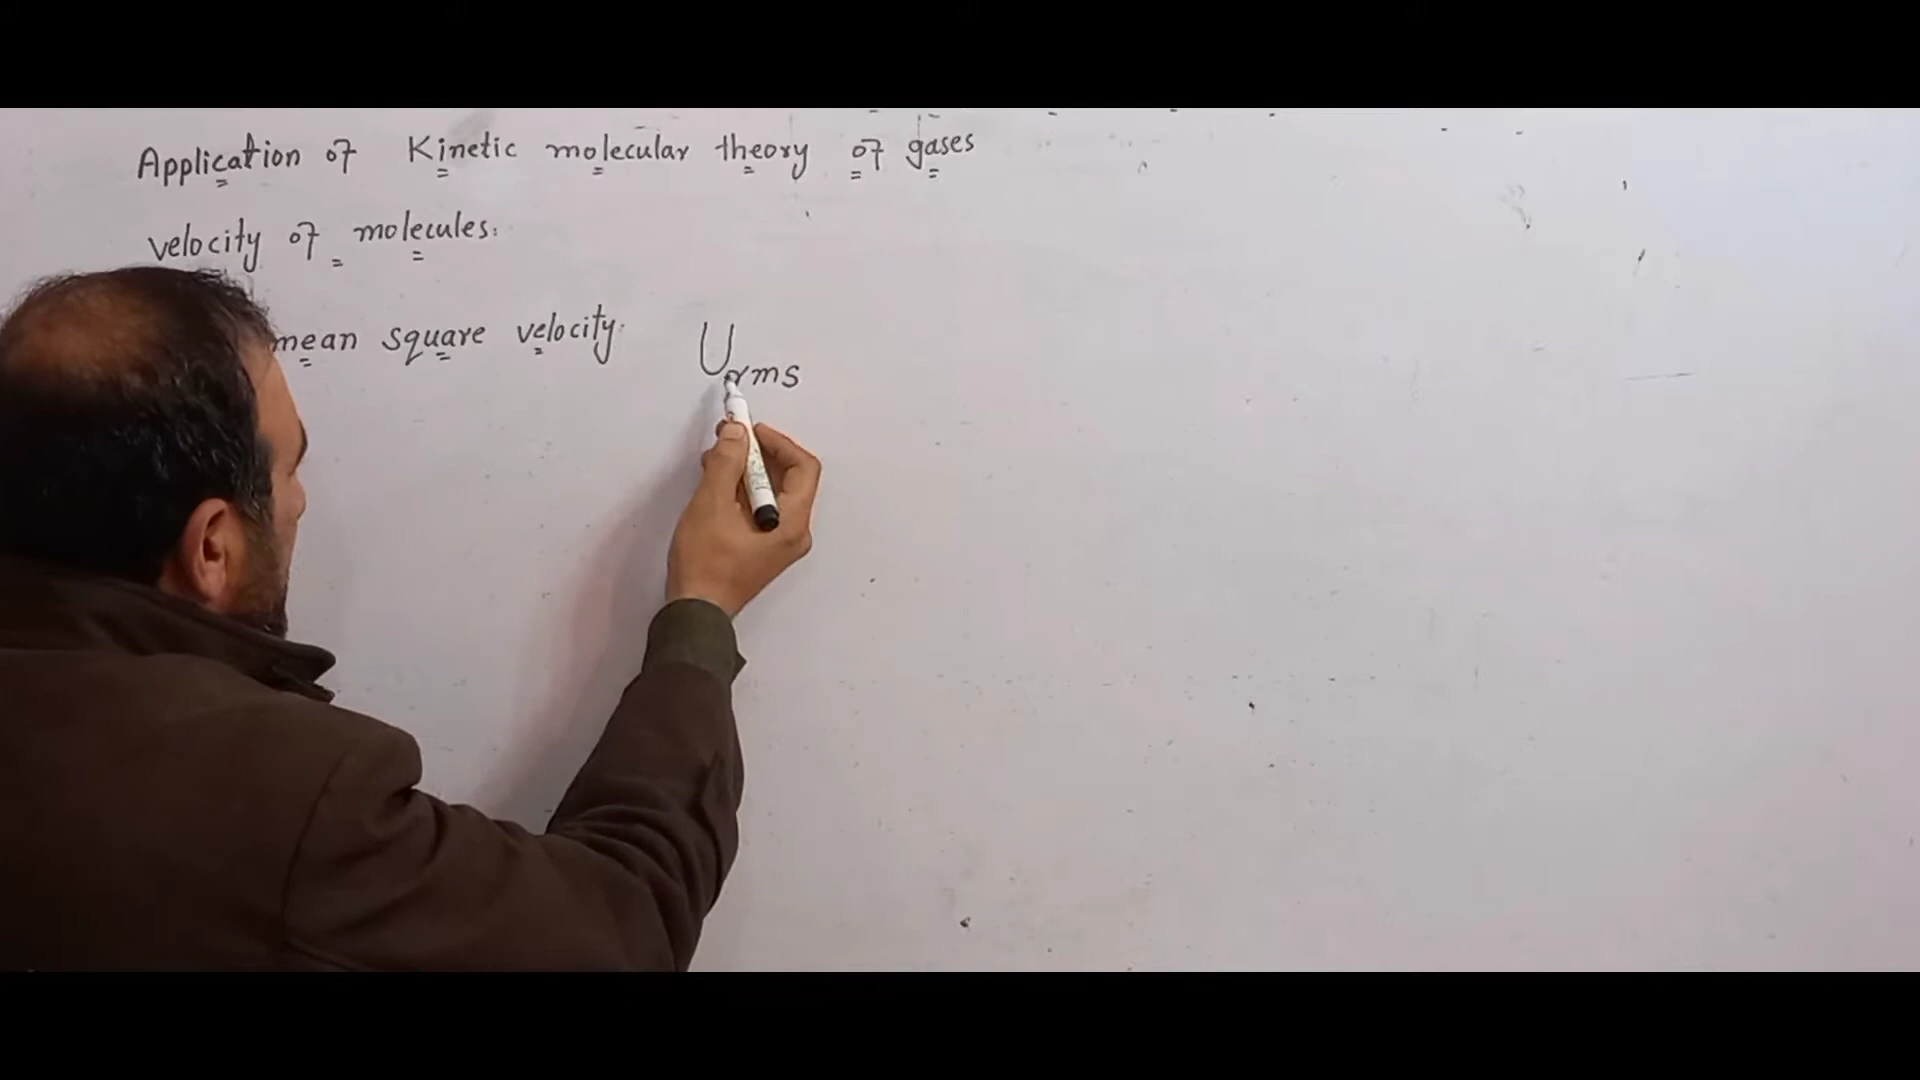 Application of Kinetic molecular theory of gases
velocity of molecules:
mean square velocity. Urms